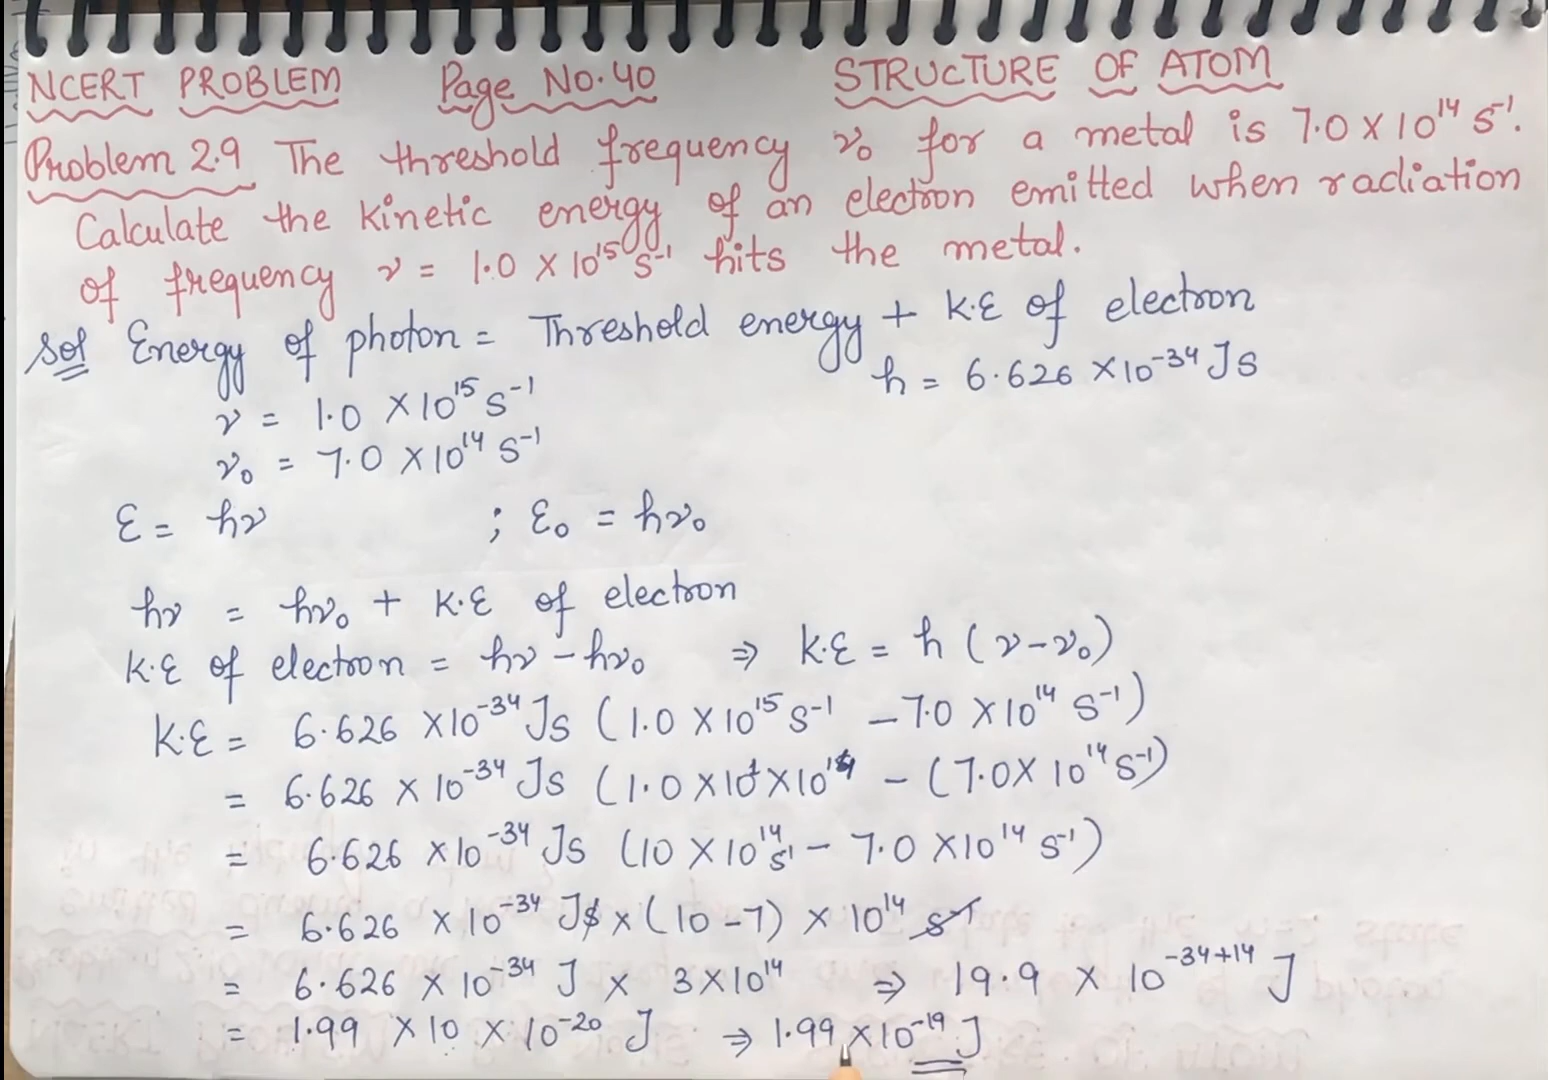 NCERT PROBLEM Page No.40 STRUCTURE OF ATOM
Problem 2.9 The threshold frequency ν₀ for a metal is 7.0 × 10¹⁴ s⁻¹.
Calculate the kinetic energy of an electron emitted when radiation
of frequency ν = 1.0 × 10¹⁵ s⁻¹ hits the metal.
Sol Energy of photon = Threshold energy + K.E of electron
h = 6.626 × 10⁻³⁴ Js
ν = 1.0 × 10¹⁵ s⁻¹
ν₀ = 7.0 × 10¹⁴ s⁻¹
E = hν ; E₀ = hν₀
hν = hν₀ + K.E of electron
K.E of electron = hν – hν₀ ⇒ K.E = h (ν – ν₀)
K.E = 6.626 × 10⁻³⁴ Js (1.0 × 10¹⁵ s⁻¹ – 7.0 × 10¹⁴ s⁻¹)
= 6.626 × 10⁻³⁴ Js (1.0 × 10¹ × 10¹⁴ – (7.0 × 10¹⁴ s⁻¹)
= 6.626 × 10⁻³⁴ Js (10 × 10¹⁴ s⁻¹ – 7.0 × 10¹⁴ s⁻¹)
= 6.626 × 10⁻³⁴ Js × (10 – 7) × 10¹⁴ s⁻¹
= 6.626 × 10⁻³⁴ J × 3 × 10¹⁴ ⇒ 19.9 × 10⁻³⁴⁺¹⁴ J
= 1.99 × 10 × 10⁻²⁰ J ⇒ 1.99 × 10⁻¹⁹ J